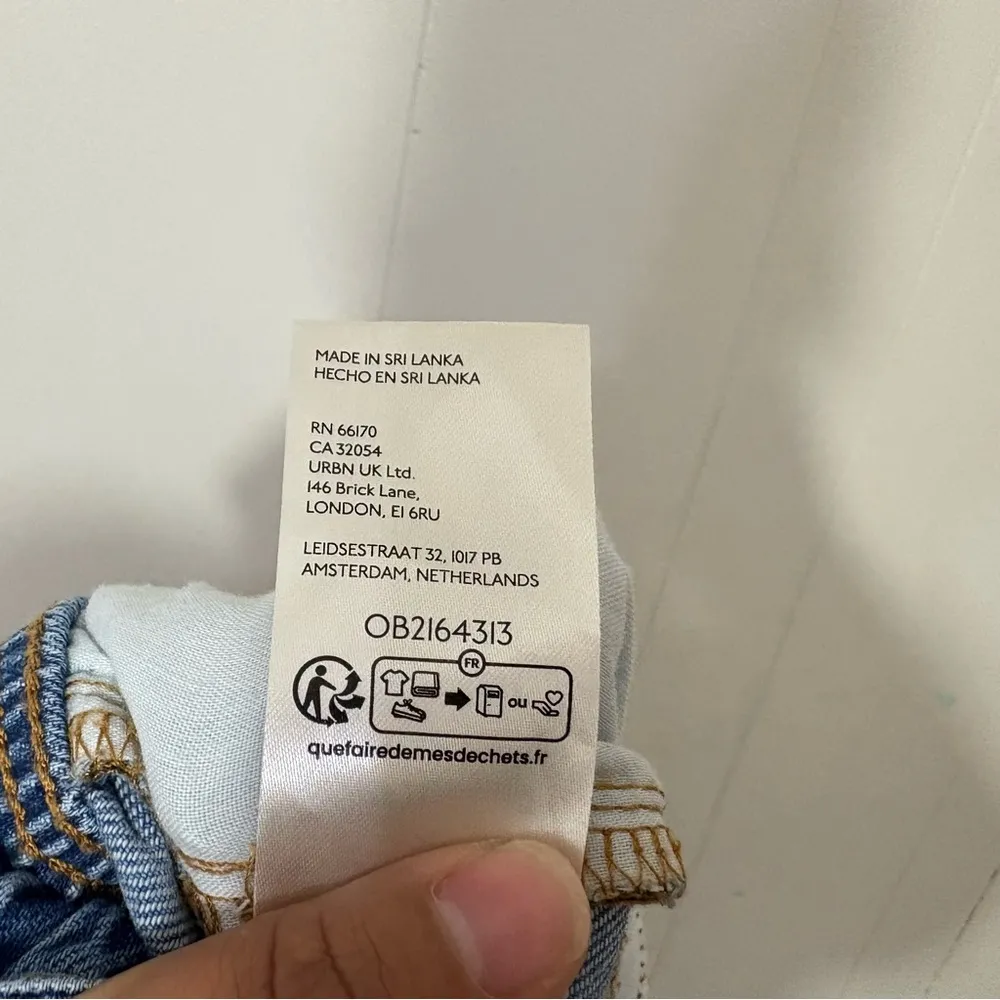 MADE IN SRI LANKA
HECHO EN SRI LANKA
RN 66170
CA 32054
URBN UK Ltd.
146 Brick Lane,
LONDON, E1 6RU
LEIDSESTRAAT 32, 1017 PB
AMSTERDAM, NETHERLANDS
OB2164313
FR
ou
quefairedemesdechets.fr